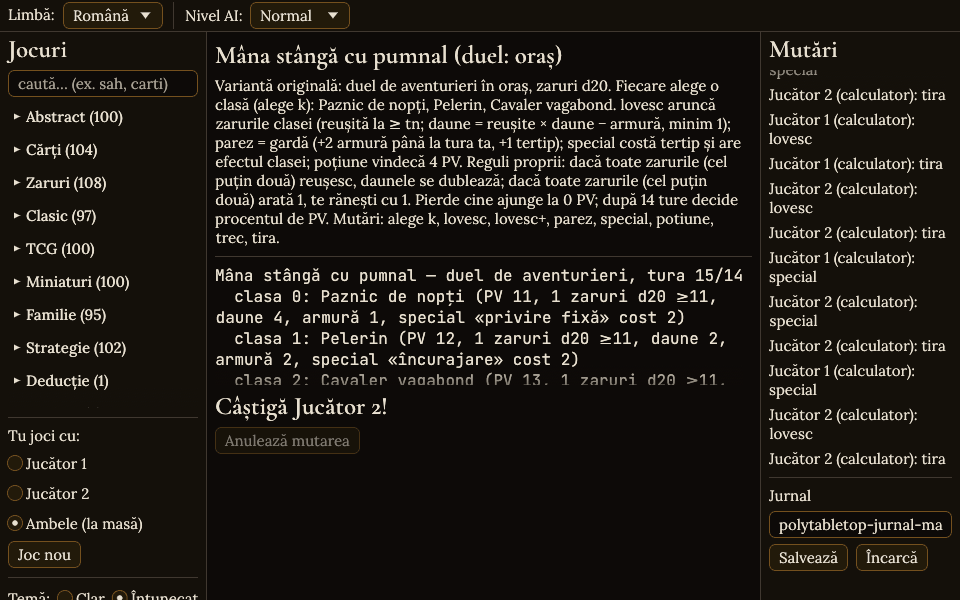 Limbă:
Română ▼
Nivel AI:
Normal ▼
Jocuri
caută... (ex. sah, carti)
▸ Abstract (100)
▸ Cărți (104)
▸ Zaruri (108)
▸ Clasic (97)
▸ TCG (100)
▸ Miniaturi (100)
▸ Familie (95)
▸ Strategie (102)
▸ Deducție (1)
Tu joci cu:
Jucător 1
Jucător 2
Ambele (la masă)
Joc nou
Temă: Clar Întunecat
Mâna stângă cu pumnal (duel: oraș)
Variantă originală: duel de aventurieri în oraș, zaruri d20. Fiecare alege o
clasă (alege k): Paznic de nopți, Pelerin, Cavaler vagabond. lovesc aruncă
zarurile clasei (reușită la ≥ tn; daune = reușite × daune − armură, minim 1);
parez = gardă (+2 armură până la tura ta, +1 tertip); special costă tertip și are
efectul clasei; poțiune vindecă 4 PV. Reguli proprii: dacă toate zarurile (cel
puțin două) reușesc, daunele se dublează; dacă toate zarurile (cel puțin
două) arată 1, te rănești cu 1. Pierde cine ajunge la 0 PV; după 14 ture decide
procentul de PV. Mutări: alege k, lovesc, lovesc+, parez, special, potiune,
trec, tira.
Mâna stângă cu pumnal — duel de aventurieri, tura 15/14
clasa 0: Paznic de nopți (PV 11, 1 zaruri d20 ≥11,
daune 4, armură 1, special «privire fixă» cost 2)
clasa 1: Pelerin (PV 12, 1 zaruri d20 ≥11, daune 2,
armură 2, special «încurajare» cost 2)
clasa 2: Cavaler vagabond (PV 13, 1 zaruri d20 ≥11,
Câștigă Jucător 2!
Anulează mutarea
Mutări
special
Jucător 2 (calculator): tira
Jucător 1 (calculator):
lovesc
Jucător 1 (calculator): tira
Jucător 2 (calculator):
lovesc
Jucător 2 (calculator): tira
Jucător 1 (calculator):
special
Jucător 2 (calculator):
special
Jucător 2 (calculator): tira
Jucător 1 (calculator):
special
Jucător 2 (calculator):
lovesc
Jucător 2 (calculator): tira
Jurnal
polytabletop-jurnal-ma
Salvează
Încarcă